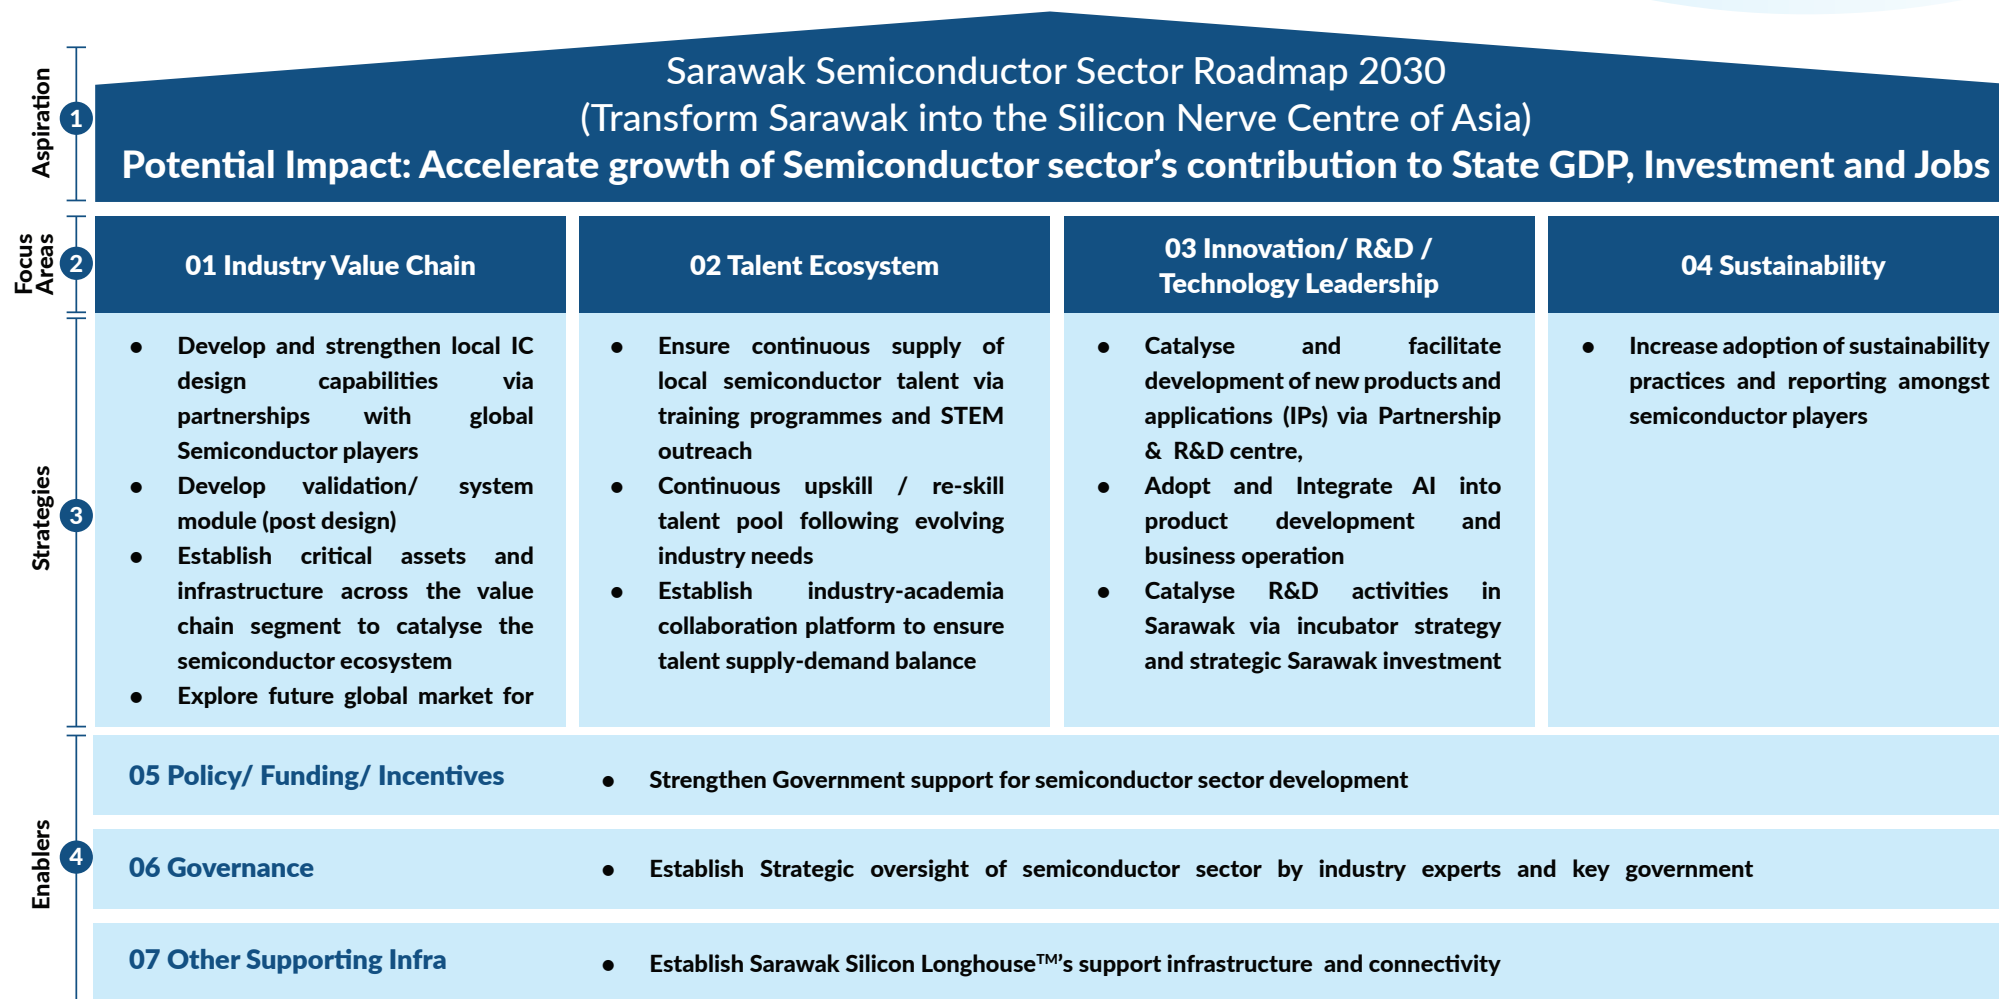 Aspiration
1
Sarawak Semiconductor Sector Roadmap 2030
(Transform Sarawak into the Silicon Nerve Centre of Asia)
Potential Impact: Accelerate growth of Semiconductor sector's contribution to State GDP, Investment and Jobs
Focus
Areas
2
01 Industry Value Chain
02 Talent Ecosystem
03 Innovation/ R&D /
Technology Leadership
04 Sustainability
Strategies
3
● Develop and strengthen local IC
design capabilities via
partnerships with global
Semiconductor players
● Develop validation/ system
module (post design)
● Establish critical assets and
infrastructure across the value
chain segment to catalyse the
semiconductor ecosystem
● Explore future global market for
● Ensure continuous supply of
local semiconductor talent via
training programmes and STEM
outreach
● Continuous upskill / re-skill
talent pool following evolving
industry needs
● Establish industry-academia
collaboration platform to ensure
talent supply-demand balance
● Catalyse and facilitate
development of new products and
applications (IPs) via Partnership
& R&D centre,
● Adopt and Integrate AI into
product development and
business operation
● Catalyse R&D activities in
Sarawak via incubator strategy
and strategic Sarawak investment
● Increase adoption of sustainability
practices and reporting amongst
semiconductor players
Enablers
4
05 Policy/ Funding/ Incentives
● Strengthen Government support for semiconductor sector development
06 Governance
● Establish Strategic oversight of semiconductor sector by industry experts and key government
07 Other Supporting Infra
● Establish Sarawak Silicon Longhouse™'s support infrastructure and connectivity